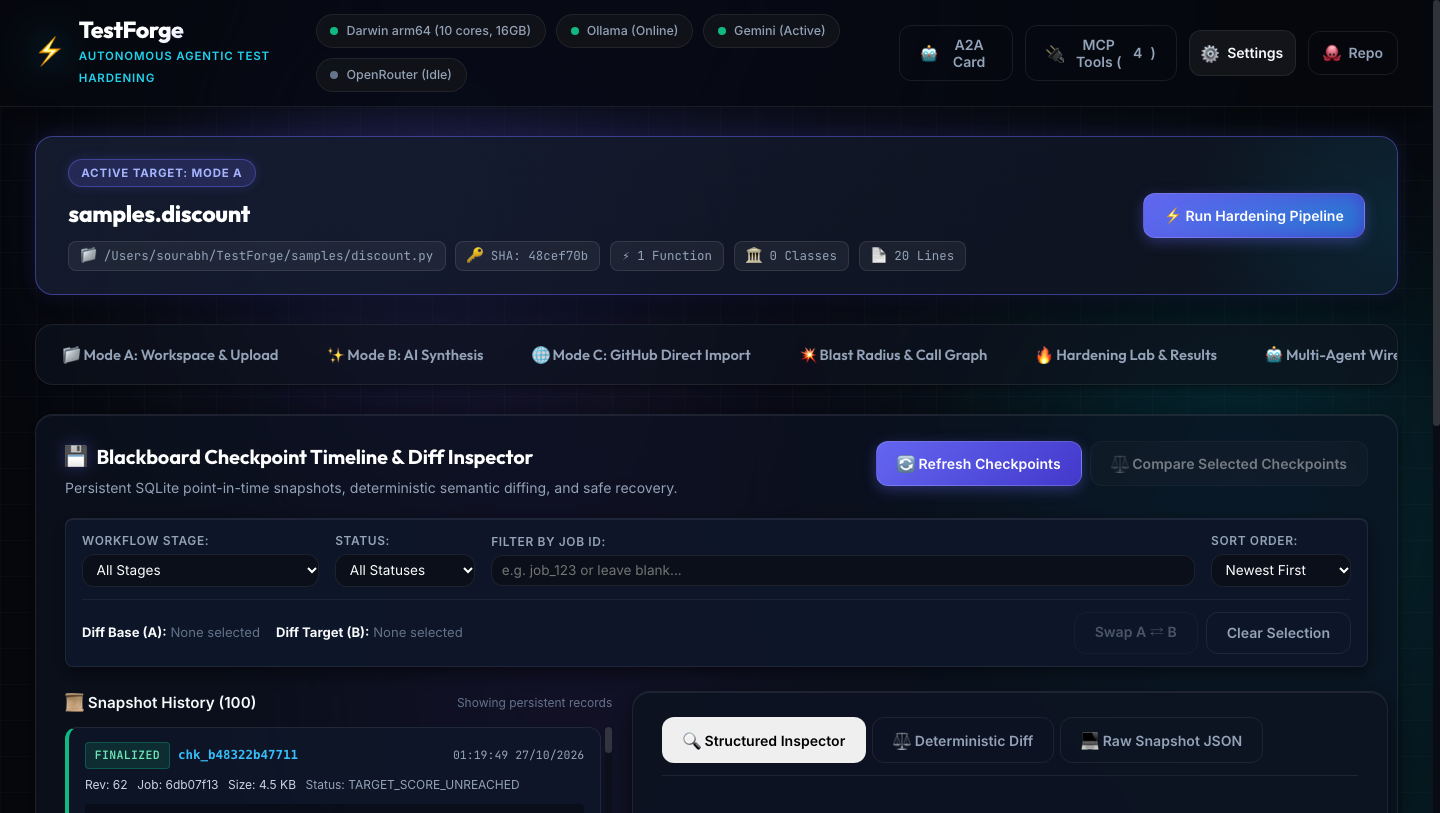 TestForge
AUTONOMOUS AGENTIC TEST
HARDENING
Darwin arm64 (10 cores, 16GB)
Ollama (Online)
Gemini (Active)
OpenRouter (Idle)
A2A
Card
MCP
Tools ( 4 )
Settings
Repo
ACTIVE TARGET: MODE A
samples.discount
/Users/sourabh/TestForge/samples/discount.py
SHA: 48cef70b
⚡ 1 Function
0 Classes
20 Lines
⚡ Run Hardening Pipeline
Mode A: Workspace & Upload
Mode B: AI Synthesis
Mode C: GitHub Direct Import
Blast Radius & Call Graph
Hardening Lab & Results
Multi-Agent Wire
Blackboard Checkpoint Timeline & Diff Inspector
Persistent SQLite point-in-time snapshots, deterministic semantic diffing, and safe recovery.
Refresh Checkpoints
Compare Selected Checkpoints
WORKFLOW STAGE:
All Stages
STATUS:
All Statuses
FILTER BY JOB ID:
e.g. job_123 or leave blank...
SORT ORDER:
Newest First
Diff Base (A): None selected
Diff Target (B): None selected
Swap A ⇄ B
Clear Selection
Snapshot History (100)
Showing persistent records
FINALIZED chk_b48322b47711 01:19:49 27/10/2026
Rev: 62 Job: 6db07f13 Size: 4.5 KB Status: TARGET_SCORE_UNREACHED
Structured Inspector
Deterministic Diff
Raw Snapshot JSON